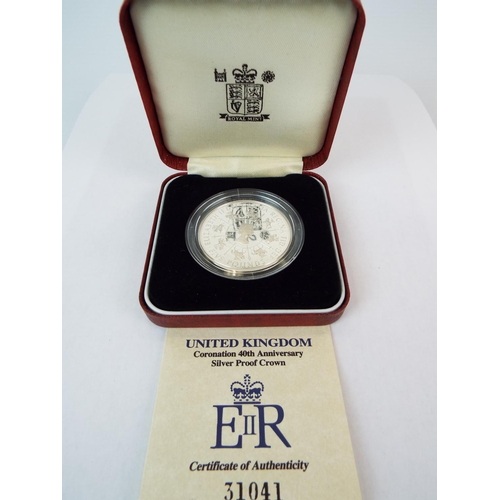 ROYAL MINT
UNITED KINGDOM
Coronation 40th Anniversary
Silver Proof Crown
EIIR
Certificate of Authenticity
31041